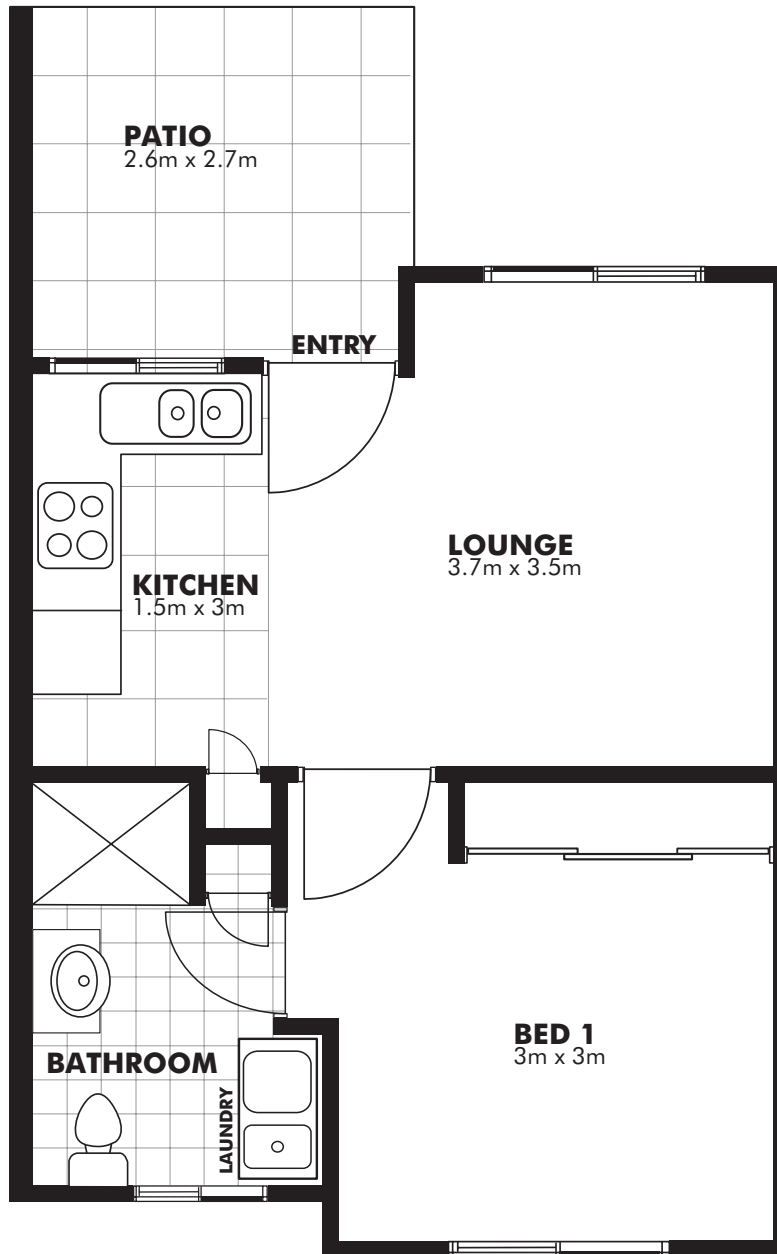 PATIO
2.6m x 2.7m
ENTRY
LOUNGE
3.7m x 3.5m
KITCHEN
1.5m x 3m
BED 1
3m x 3m
BATHROOM
LAUNDRY